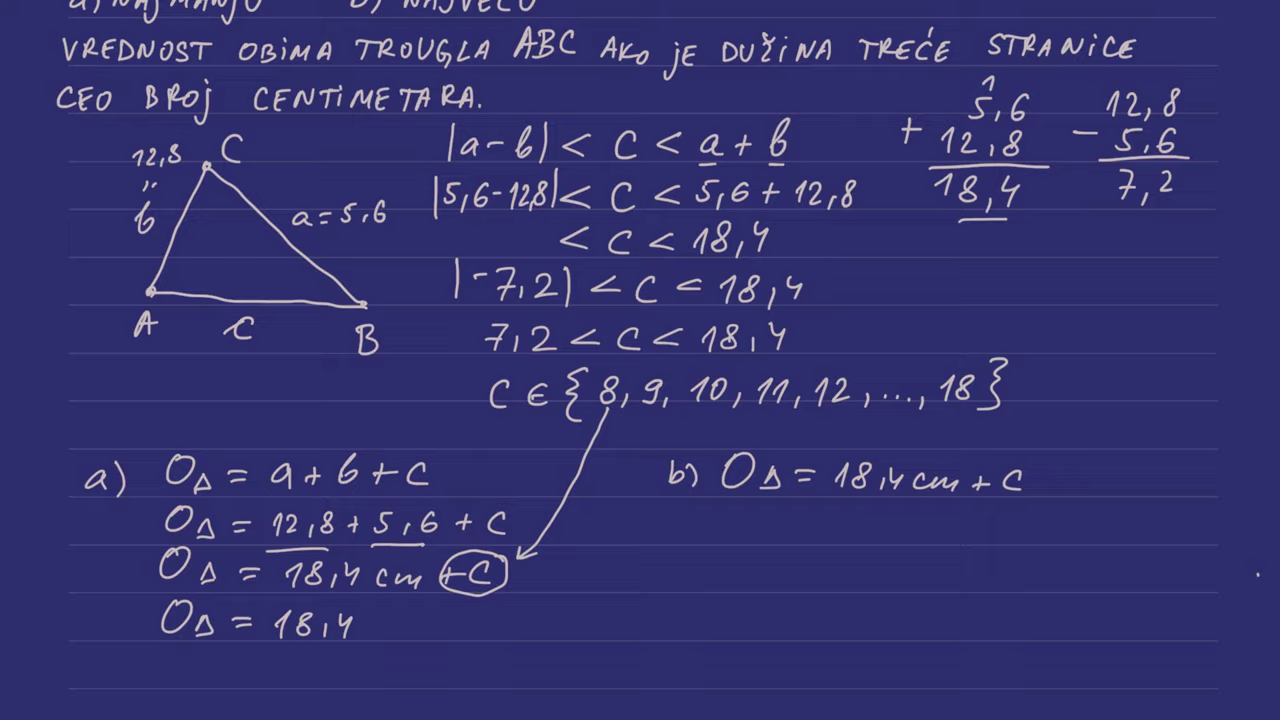 a) NAJMANJU b) NAJVEĆU
VREDNOST OBIMA TROUGLA ABC AKO JE DUŽINA TREĆE STRANICE
CEO BROJ CENTIMETARA.
12,8 C
b
a = 5,6
A c B
|a - b| < c < a + b
|5,6 - 12,8| < c < 5,6 + 12,8
< c < 18,4
|-7,2| < c < 18,4
7,2 < c < 18,4
c ∈ {8, 9, 10, 11, 12, ..., 18}
1
5,6
+ 12,8
18,4
12,8
- 5,6
7,2
a) O△ = a + b + c
O△ = 12,8 + 5,6 + c
O△ = 18,4 cm + c
O△ = 18,4
b) O△ = 18,4 cm + c